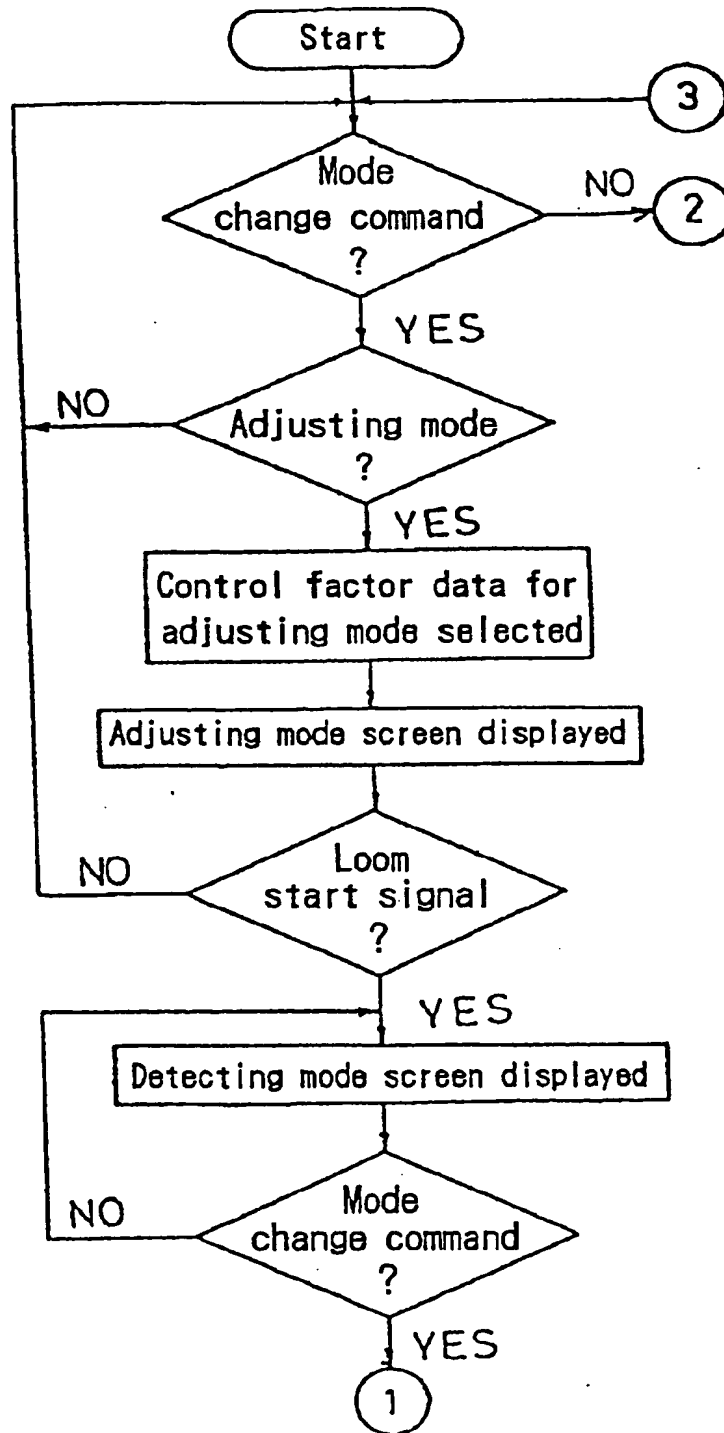 Start
3
Mode
change command
?
NO
2
YES
Adjusting mode
?
NO
YES
Control factor data for
adjusting mode selected
Adjusting mode screen displayed
Loom
start signal
?
NO
YES
Detecting mode screen displayed
Mode
change command
?
NO
YES
1